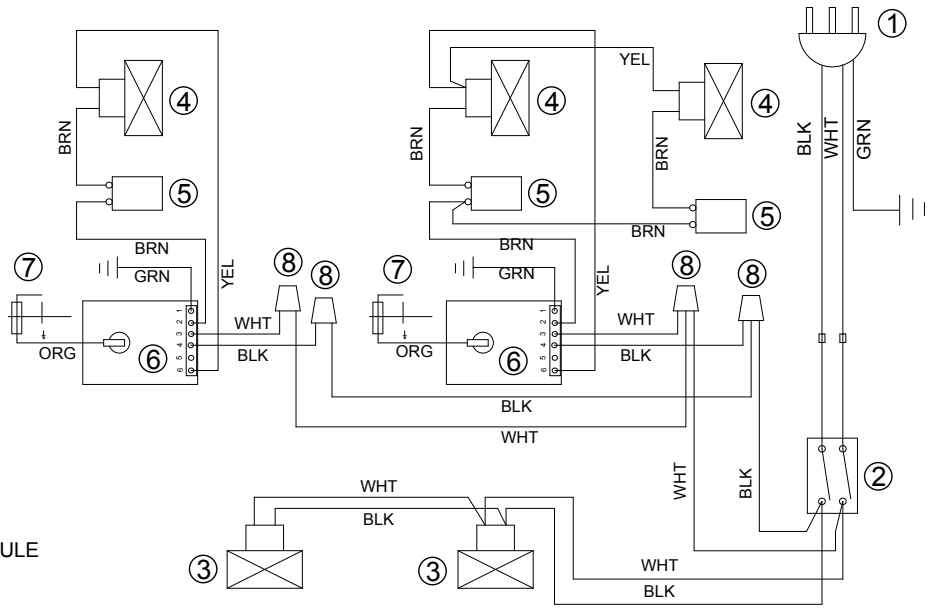 ①
YEL
④
④
④
BLK
WHT
GRN
BRN
BRN
BRN
⑤
⑤
⑤
BRN
BRN
BRN
⑦
GRN
YEL
⑧
⑧
⑦
GRN
YEL
⑧
⑧
1
2
3
4
5
6
1
2
3
4
5
6
WHT
WHT
ORG
⑥
BLK
ORG
⑥
BLK
BLK
WHT
WHT
BLK
②
WHT
BLK
ULE
③
③
WHT
BLK